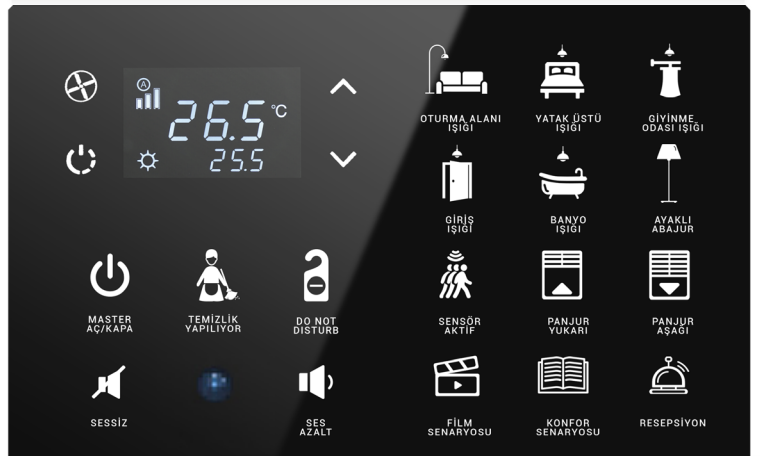 A
26.5 °C
25.5
OTURMA ALANI
IŞIĞI
YATAK ÜSTÜ
IŞIĞI
GİYİNME
ODASI IŞIĞI
GİRİŞ
IŞIĞI
BANYO
IŞIĞI
AYAKLI
ABAJUR
MASTER
AÇ/KAPA
TEMİZLİK
YAPILIYOR
DO NOT
DISTURB
SENSÖR
AKTİF
PANJUR
YUKARI
PANJUR
AŞAĞI
SESSİZ
SES
AZALT
FİLM
SENARYOSU
KONFOR
SENARYOSU
RESEPSİYON